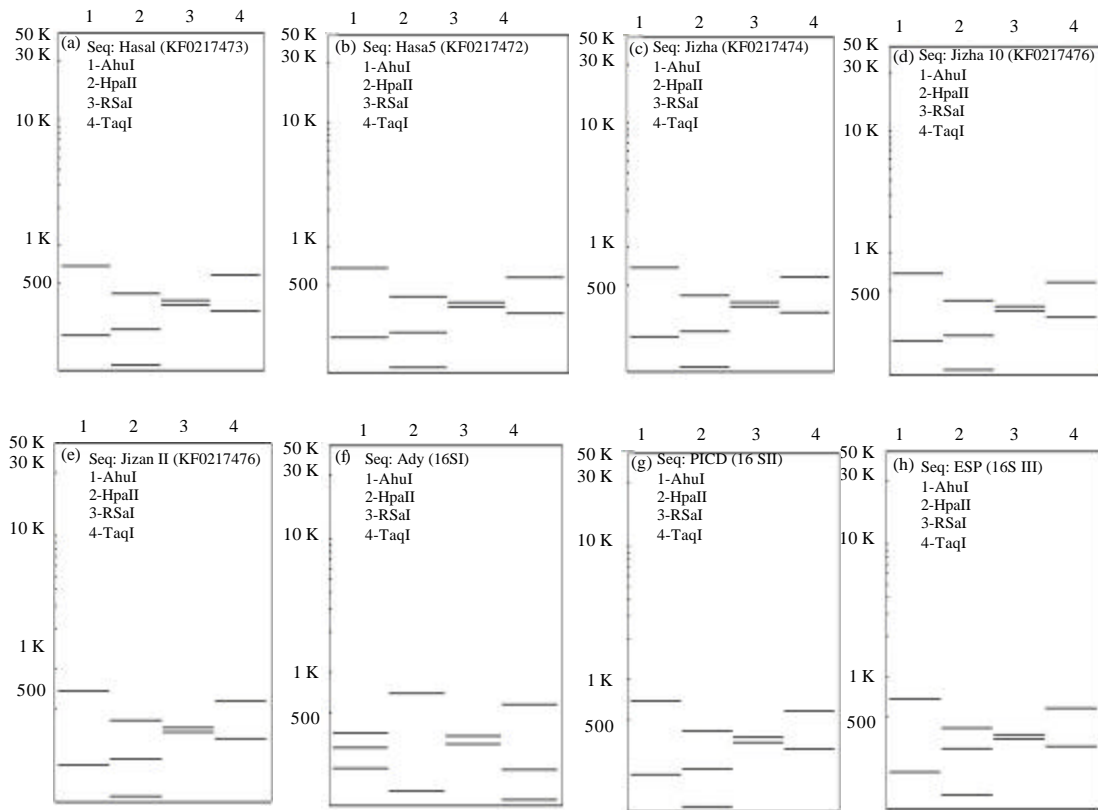 1 2 3 4
50 K
30 K
10 K
1 K
500
(a) Seq: Hasal (KF0217473)
1-AhuI
2-HpaII
3-RSaI
4-TaqI
1 2 3 4
50 K
30 K
10 K
1 K
500
(b) Seq: Hasa5 (KF0217472)
1-AhuI
2-HpaII
3-RSaI
4-TaqI
1 2 3 4
50 K
30 K
10 K
1 K
500
(c) Seq: Jizha (KF0217474)
1-AhuI
2-HpaII
3-RSaI
4-TaqI
1 2 3 4
50 K
30 K
10 K
1 K
500
(d) Seq: Jizha 10 (KF0217476)
1-AhuI
2-HpaII
3-RSaI
4-TaqI
1 2 3 4
50 K
30 K
10 K
1 K
500
(e) Seq: Jizan II (KF0217476)
1-AhuI
2-HpaII
3-RSaI
4-TaqI
1 2 3 4
50 K
30 K
10 K
1 K
500
(f) Seq: Ady (16SI)
1-AhuI
2-HpaII
3-RSaI
4-TaqI
1 2 3 4
50 K
30 K
10 K
1 K
500
(g) Seq: PICD (16 SII)
1-AhuI
2-HpaII
3-RSaI
4-TaqI
1 2 3 4
50 K
30 K
10 K
1 K
500
(h) Seq: ESP (16S III)
1-AhuI
2-HpaII
3-RSaI
4-TaqI